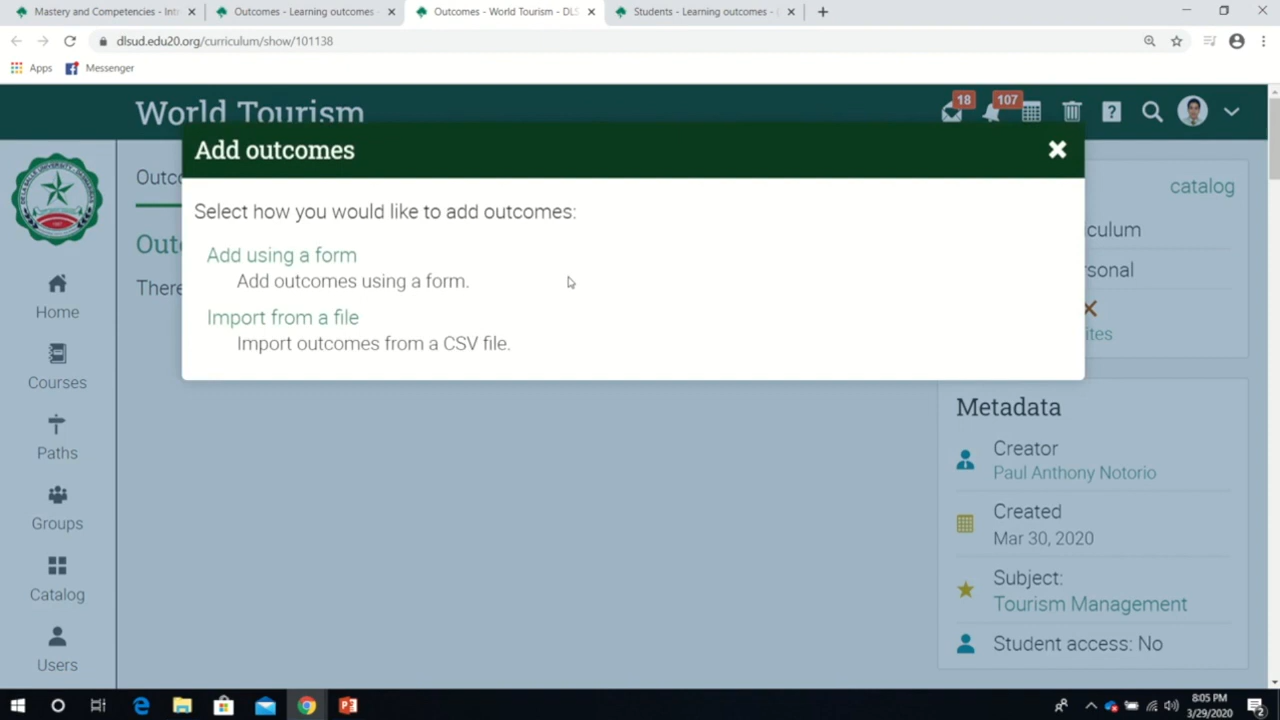 Mastery and Competencies - Intr
Outcomes - Learning outcomes -
Outcomes - World Tourism - DLS
Students - Learning outcomes -
dlsud.edu20.org/curriculum/show/101138
Apps
Messenger
World Tourism
18
107
Add outcomes
catalog
Outc
Select how you would like to add outcomes:
culum
Out
Add using a form
Add outcomes using a form.
rsonal
There
Import from a file
Import outcomes from a CSV file.
ites
Home
Courses
Paths
Groups
Catalog
Users
Metadata
Creator
Paul Anthony Notorio
Created
Mar 30, 2020
Subject:
Tourism Management
Student access: No
8:05 PM
3/29/2020
2